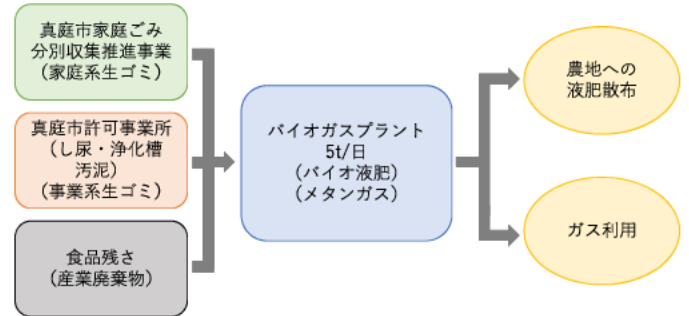 真庭市家庭ごみ
分別収集推進事業
(家庭系生ゴミ)
真庭市許可事業所
(し尿・浄化槽
汚泥)
(事業系生ゴミ)
食品残さ
(産業廃棄物)
バイオガスプラント
5t/日
(バイオ液肥)
(メタンガス)
農地への
液肥散布
ガス利用